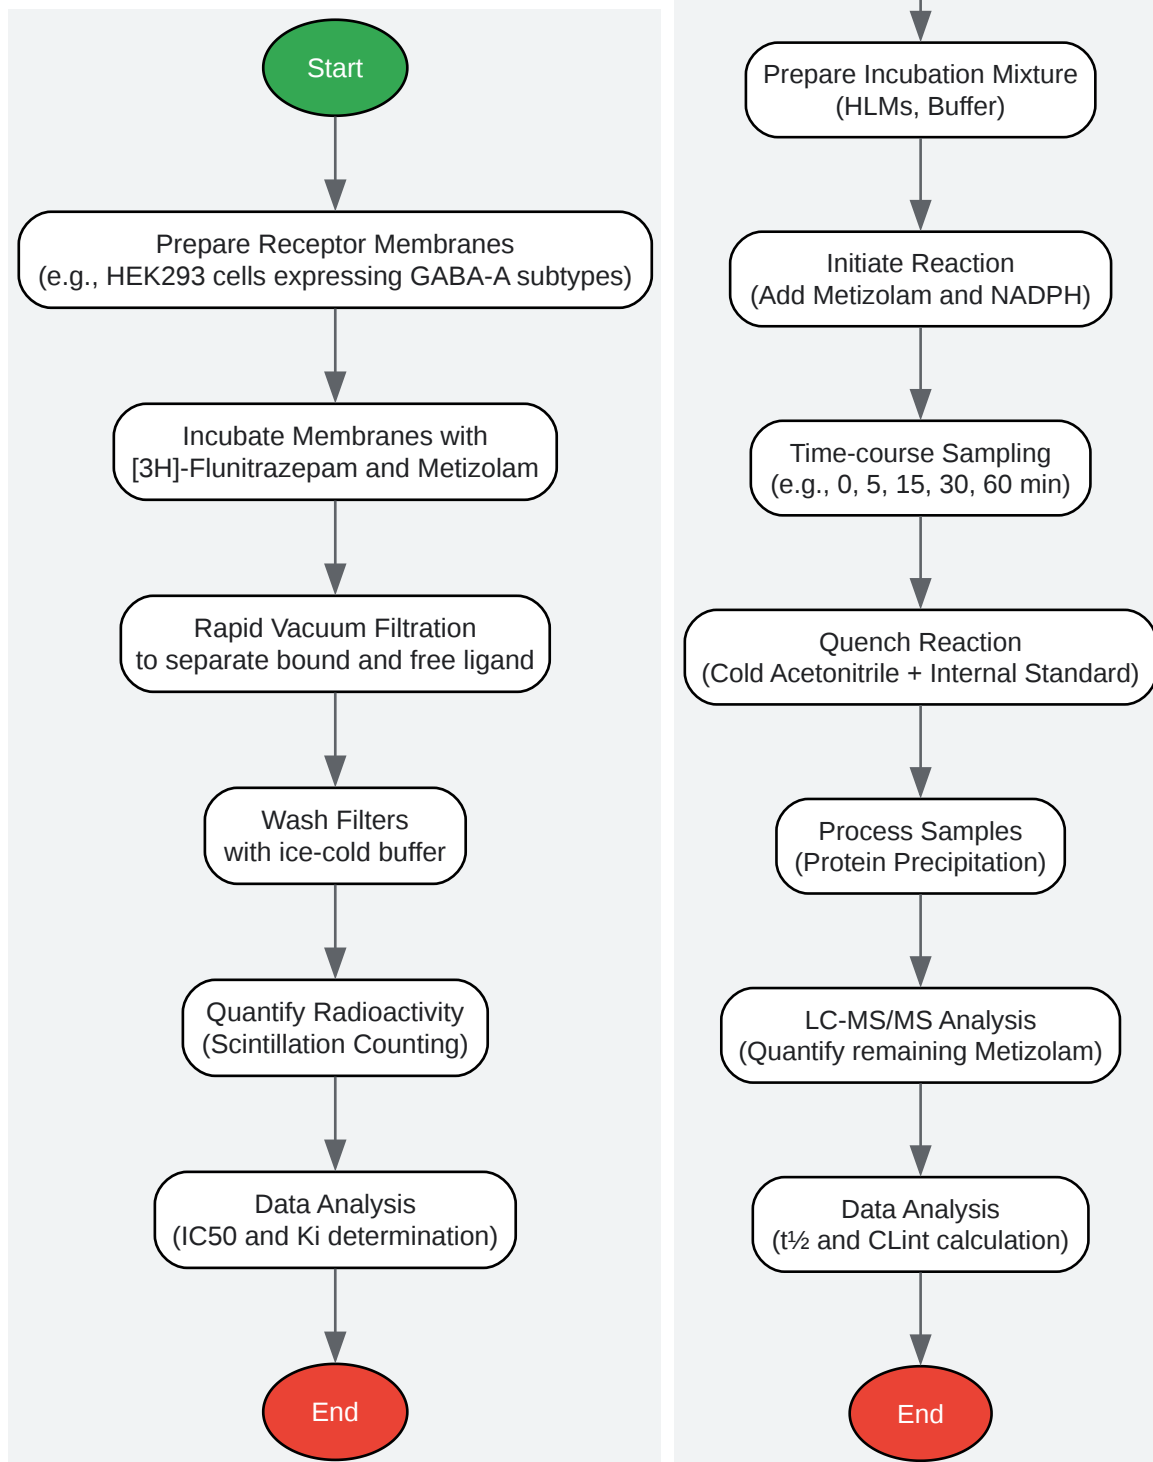 Start
Prepare Receptor Membranes
(e.g., HEK293 cells expressing GABA-A subtypes)
Incubate Membranes with
[3H]-Flunitrazepam and Metizolam
Rapid Vacuum Filtration
to separate bound and free ligand
Wash Filters
with ice-cold buffer
Quantify Radioactivity
(Scintillation Counting)
Data Analysis
(IC50 and Ki determination)
End
Prepare Incubation Mixture
(HLMs, Buffer)
Initiate Reaction
(Add Metizolam and NADPH)
Time-course Sampling
(e.g., 0, 5, 15, 30, 60 min)
Quench Reaction
(Cold Acetonitrile + Internal Standard)
Process Samples
(Protein Precipitation)
LC-MS/MS Analysis
(Quantify remaining Metizolam)
Data Analysis
(t½ and CLint calculation)
End